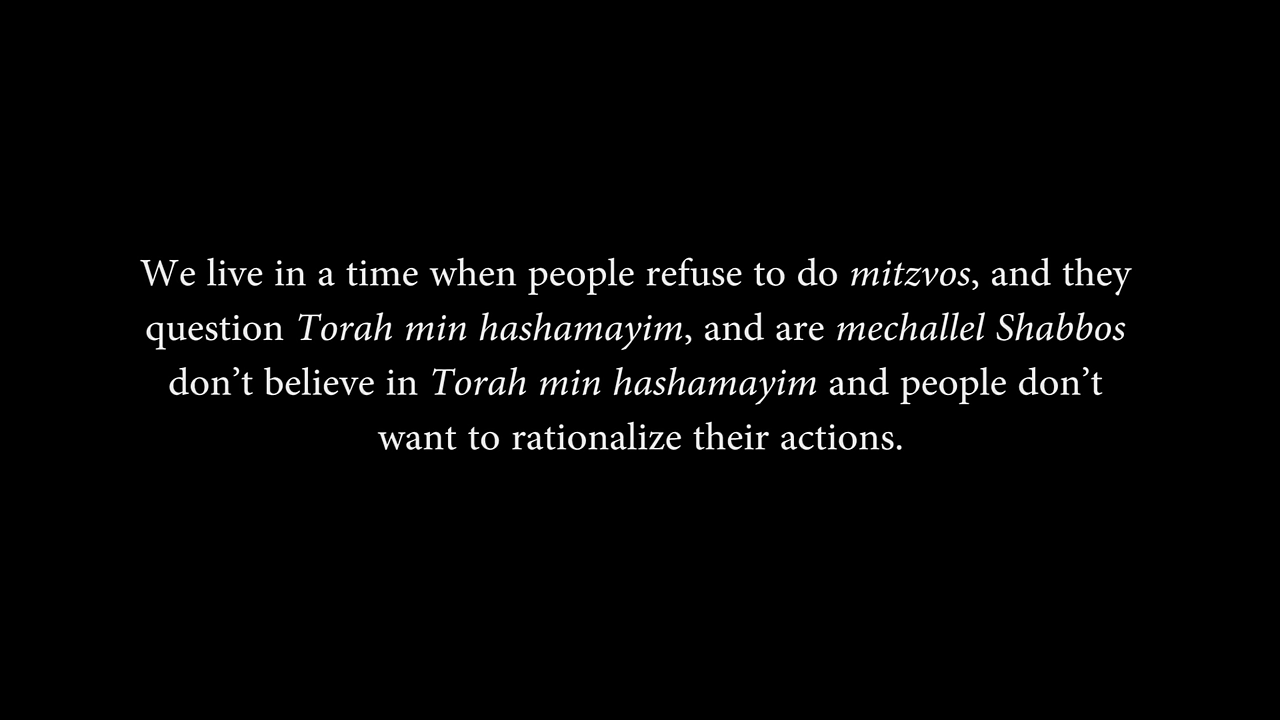 We live in a time when people refuse to do mitzvos, and they
question Torah min hashamayim, and are mechallel Shabbos
don’t believe in Torah min hashamayim and people don’t
want to rationalize their actions.